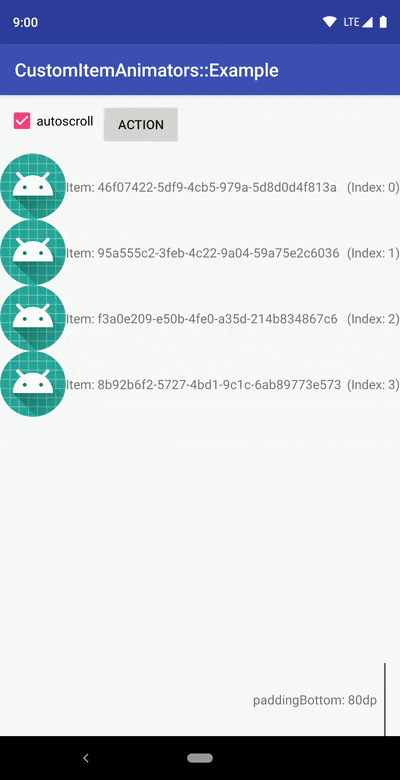 9:00 LTE
CustomItemAnimators::Example
autoscroll ACTION
Item: 46f07422-5df9-4cb5-979a-5d8d0d4f813a (Index: 0)
Item: 95a555c2-3feb-4c22-9a04-59a75e2c6036 (Index: 1)
Item: f3a0e209-e50b-4fe0-a35d-214b834867c6 (Index: 2)
Item: 8b92b6f2-5727-4bd1-9c1c-6ab89773e573 (Index: 3)
paddingBottom: 80dp